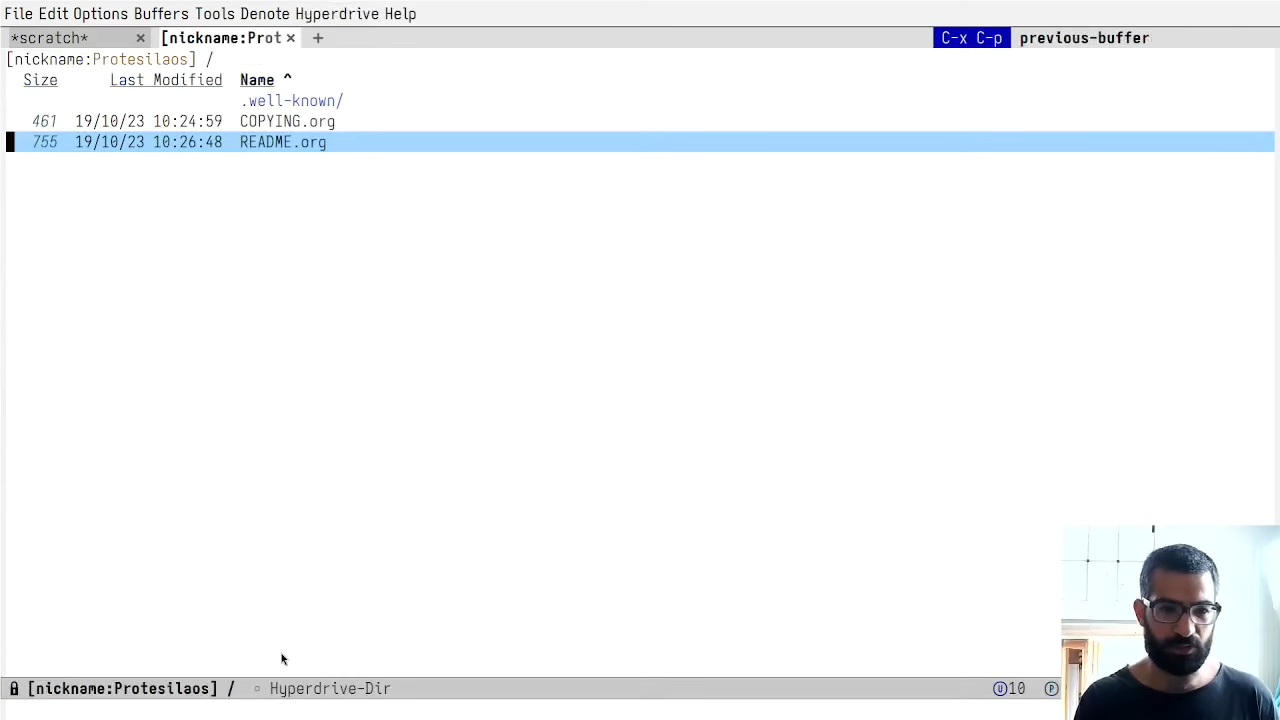 File Edit Options Buffers Tools Denote Hyperdrive Help
*scratch* × [nickname:Prot × + C-x C-p previous-buffer
[nickname:Protesilaos] /
Size Last Modified Name ^
.well-known/
461 19/10/23 10:24:59 COPYING.org
755 19/10/23 10:26:48 README.org
[nickname:Protesilaos] / Hyperdrive-Dir U10 P